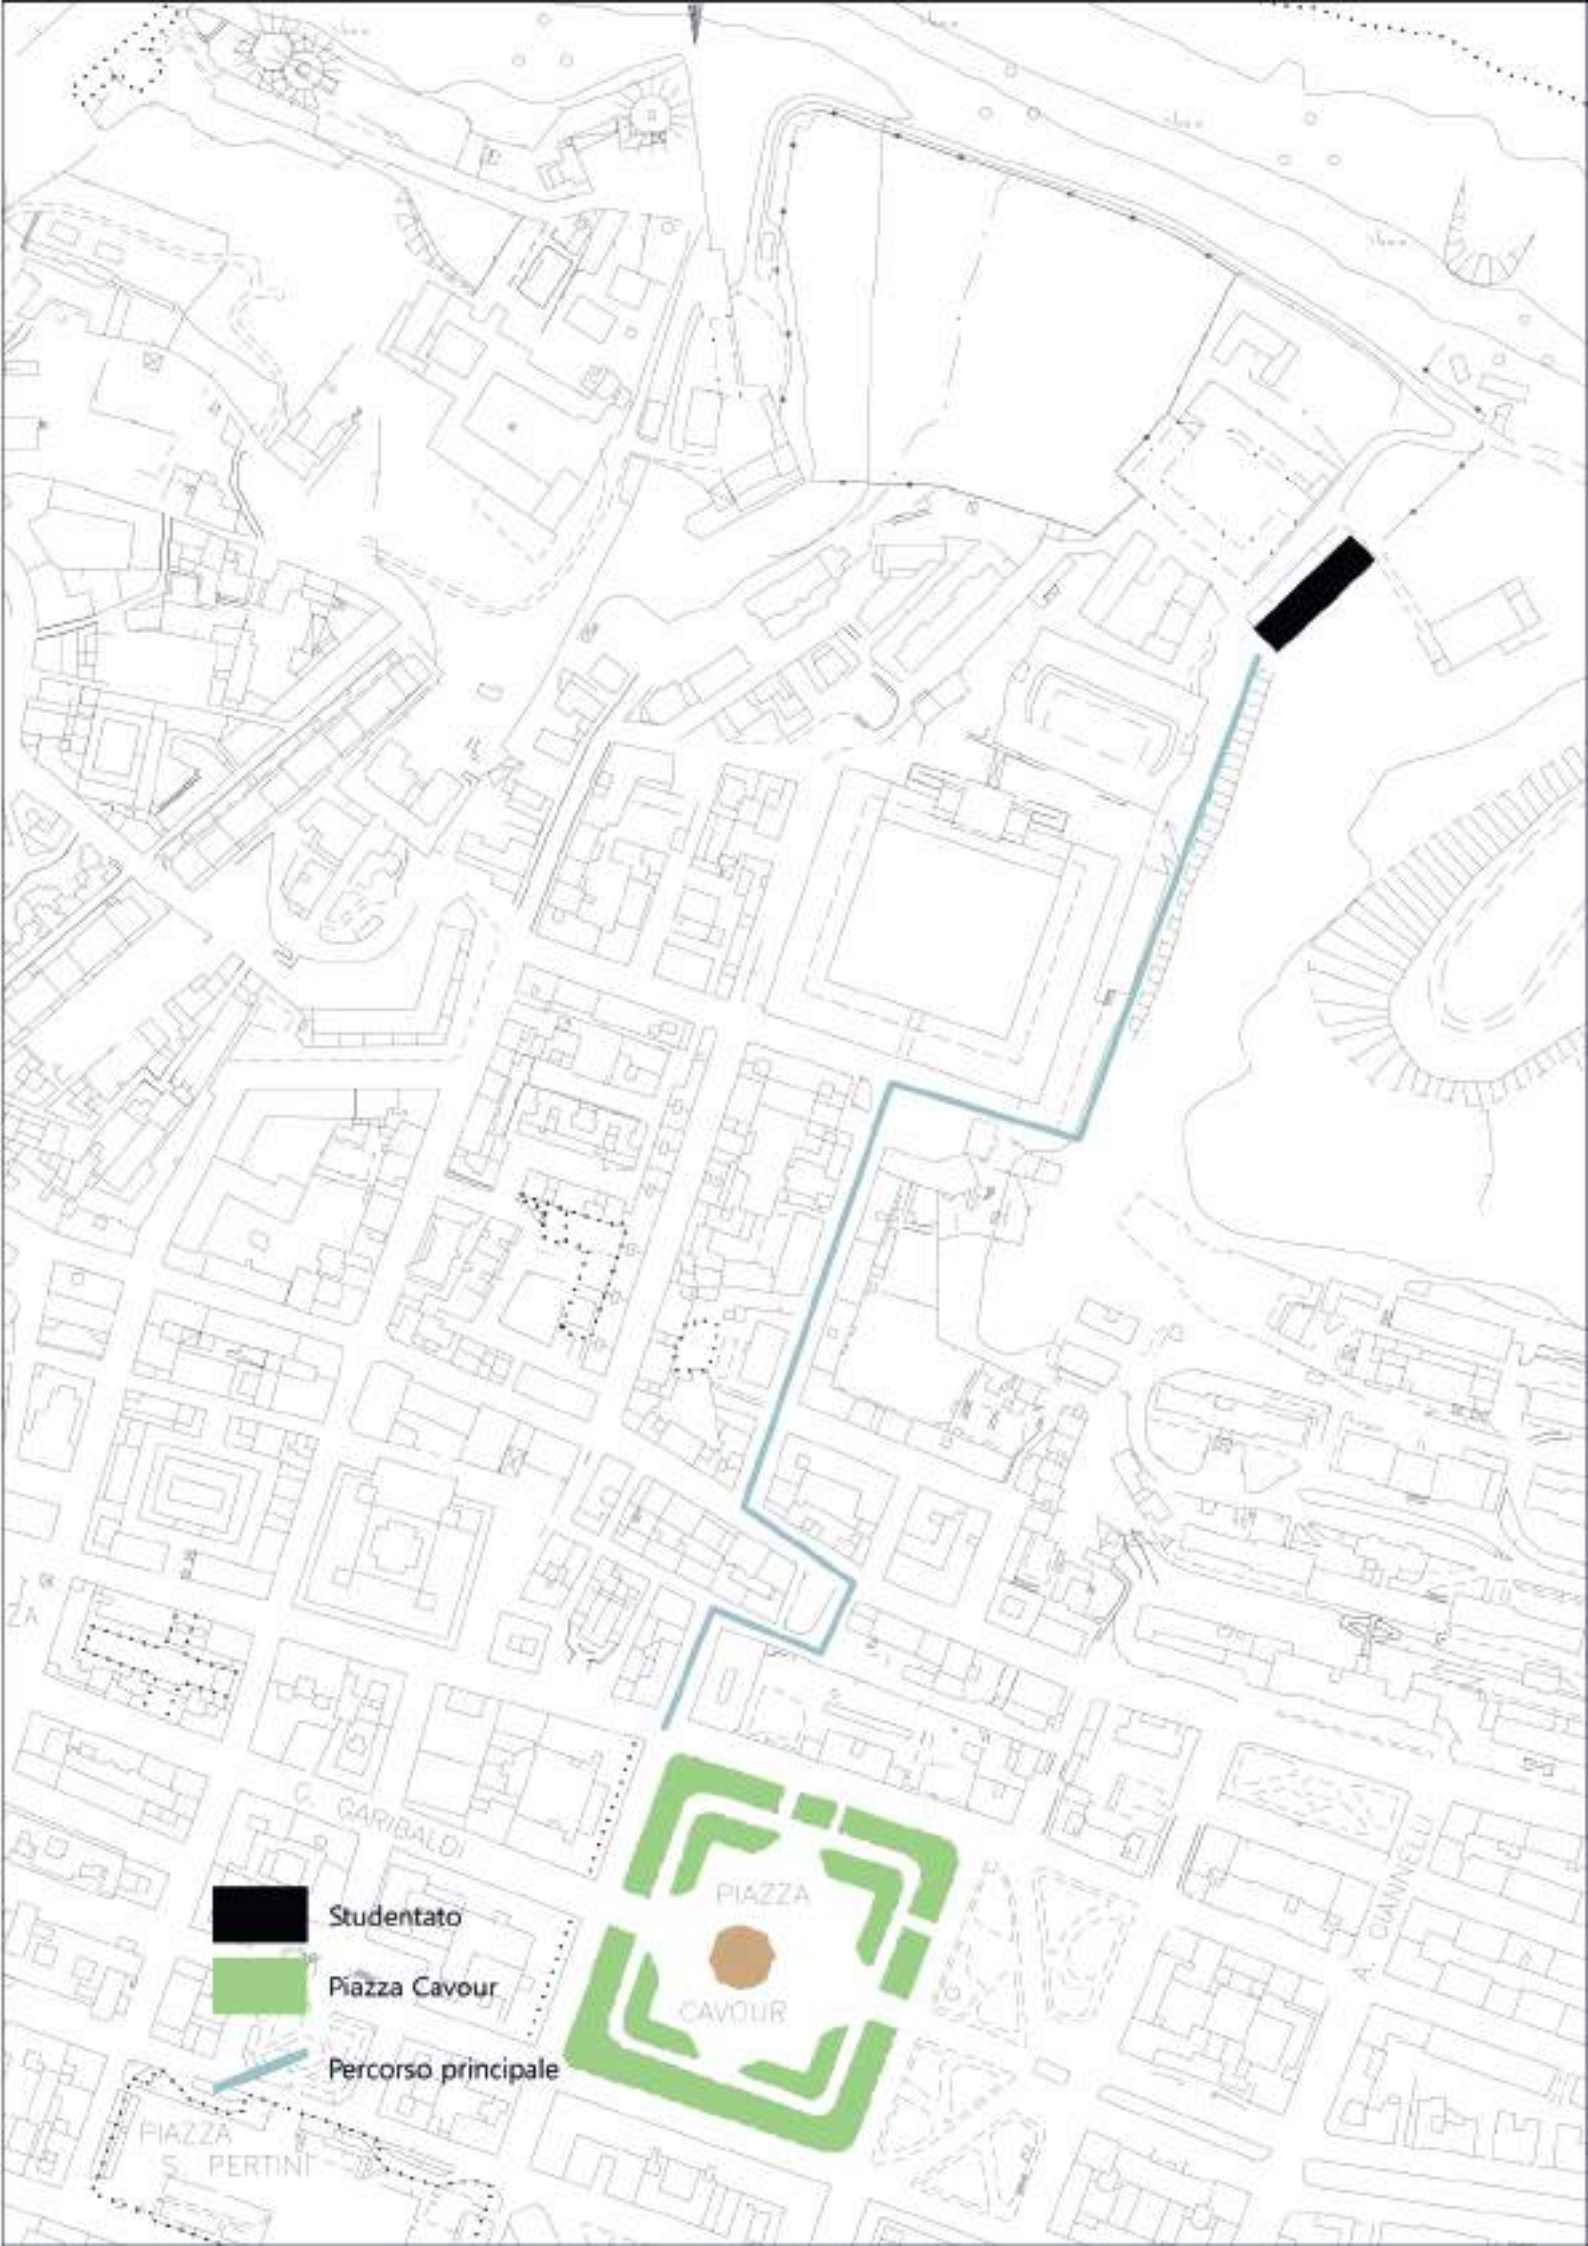 G. GARIBALDI
PIAZZA
CAVOUR
A. GIANNELLI
Studentato
Piazza Cavour
Percorso principale
PIAZZA
S. PERTINI